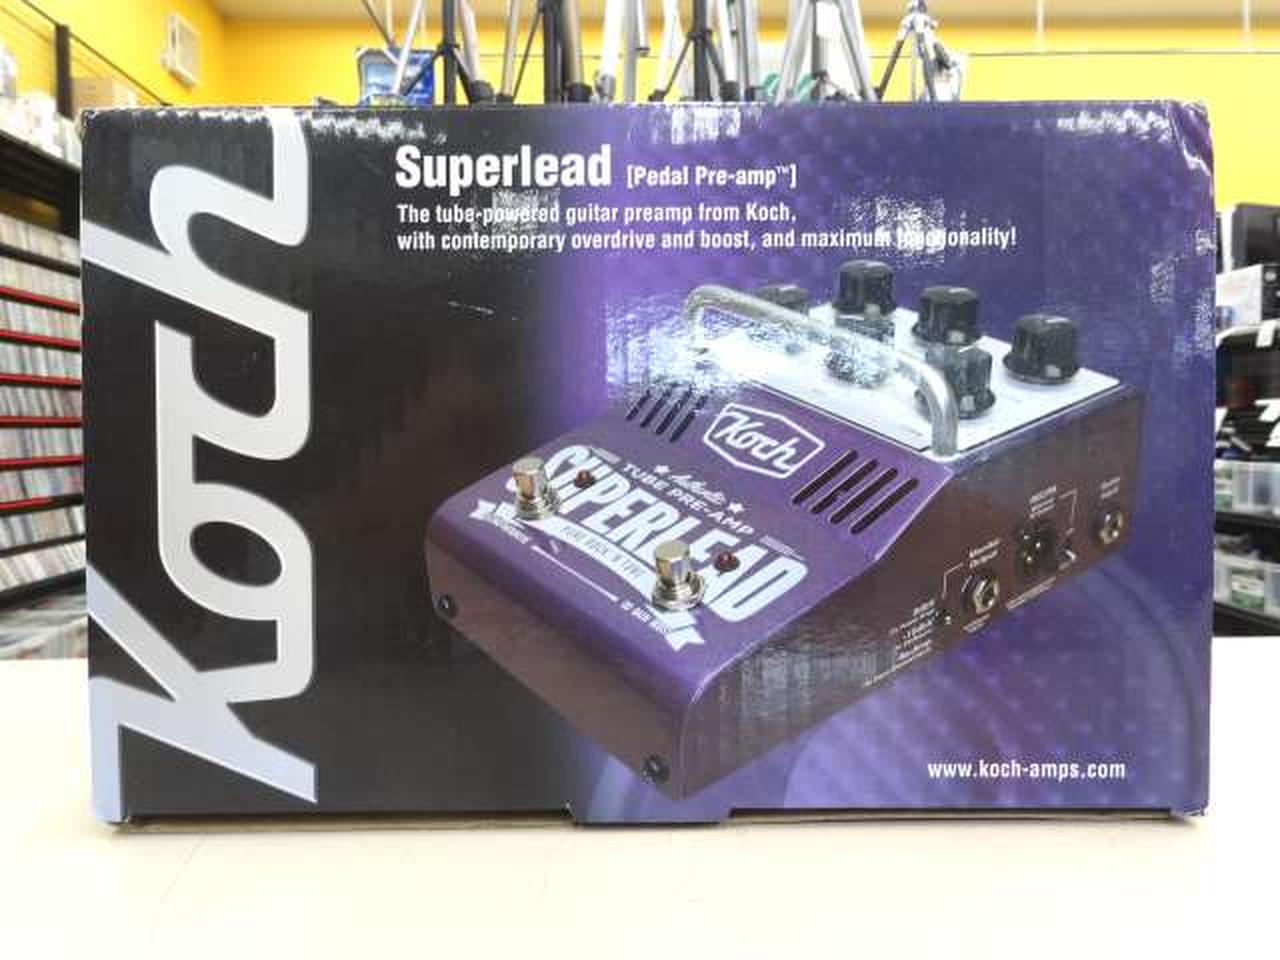 Koch
Superlead [Pedal Pre-amp™]
The tube-powered guitar preamp from Koch,
with contemporary overdrive and boost, and maximum functionality!
Koch
TUBE PRE-AMP
SUPERLEAD
www.koch-amps.com